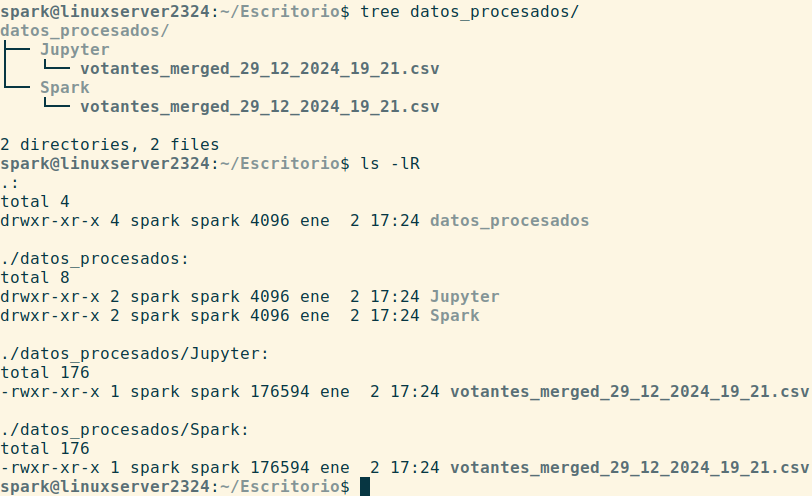 spark@linuxserver2324:~/Escritorio$ tree datos_procesados/
datos_procesados/
├── Jupyter
│   └── votantes_merged_29_12_2024_19_21.csv
└── Spark
    └── votantes_merged_29_12_2024_19_21.csv

2 directories, 2 files
spark@linuxserver2324:~/Escritorio$ ls -lR
.:
total 4
drwxr-xr-x 4 spark spark 4096 ene  2 17:24 datos_procesados

./datos_procesados:
total 8
drwxr-xr-x 2 spark spark 4096 ene  2 17:24 Jupyter
drwxr-xr-x 2 spark spark 4096 ene  2 17:24 Spark

./datos_procesados/Jupyter:
total 176
-rwxr-xr-x 1 spark spark 176594 ene  2 17:24 votantes_merged_29_12_2024_19_21.csv

./datos_procesados/Spark:
total 176
-rwxr-xr-x 1 spark spark 176594 ene  2 17:24 votantes_merged_29_12_2024_19_21.csv
spark@linuxserver2324:~/Escritorio$